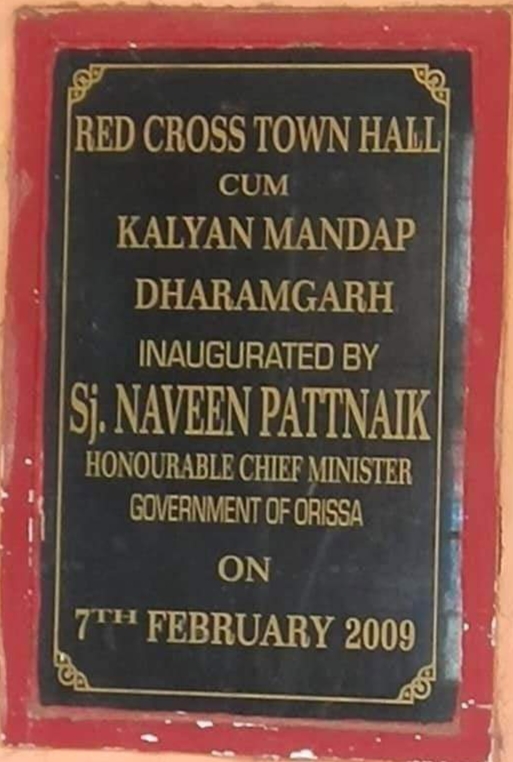 RED CROSS TOWN HALL
CUM
KALYAN MANDAP
DHARAMGARH
INAUGURATED BY
Sj. NAVEEN PATTNAIK
HONOURABLE CHIEF MINISTER
GOVERNMENT OF ORISSA
ON
7TH FEBRUARY 2009